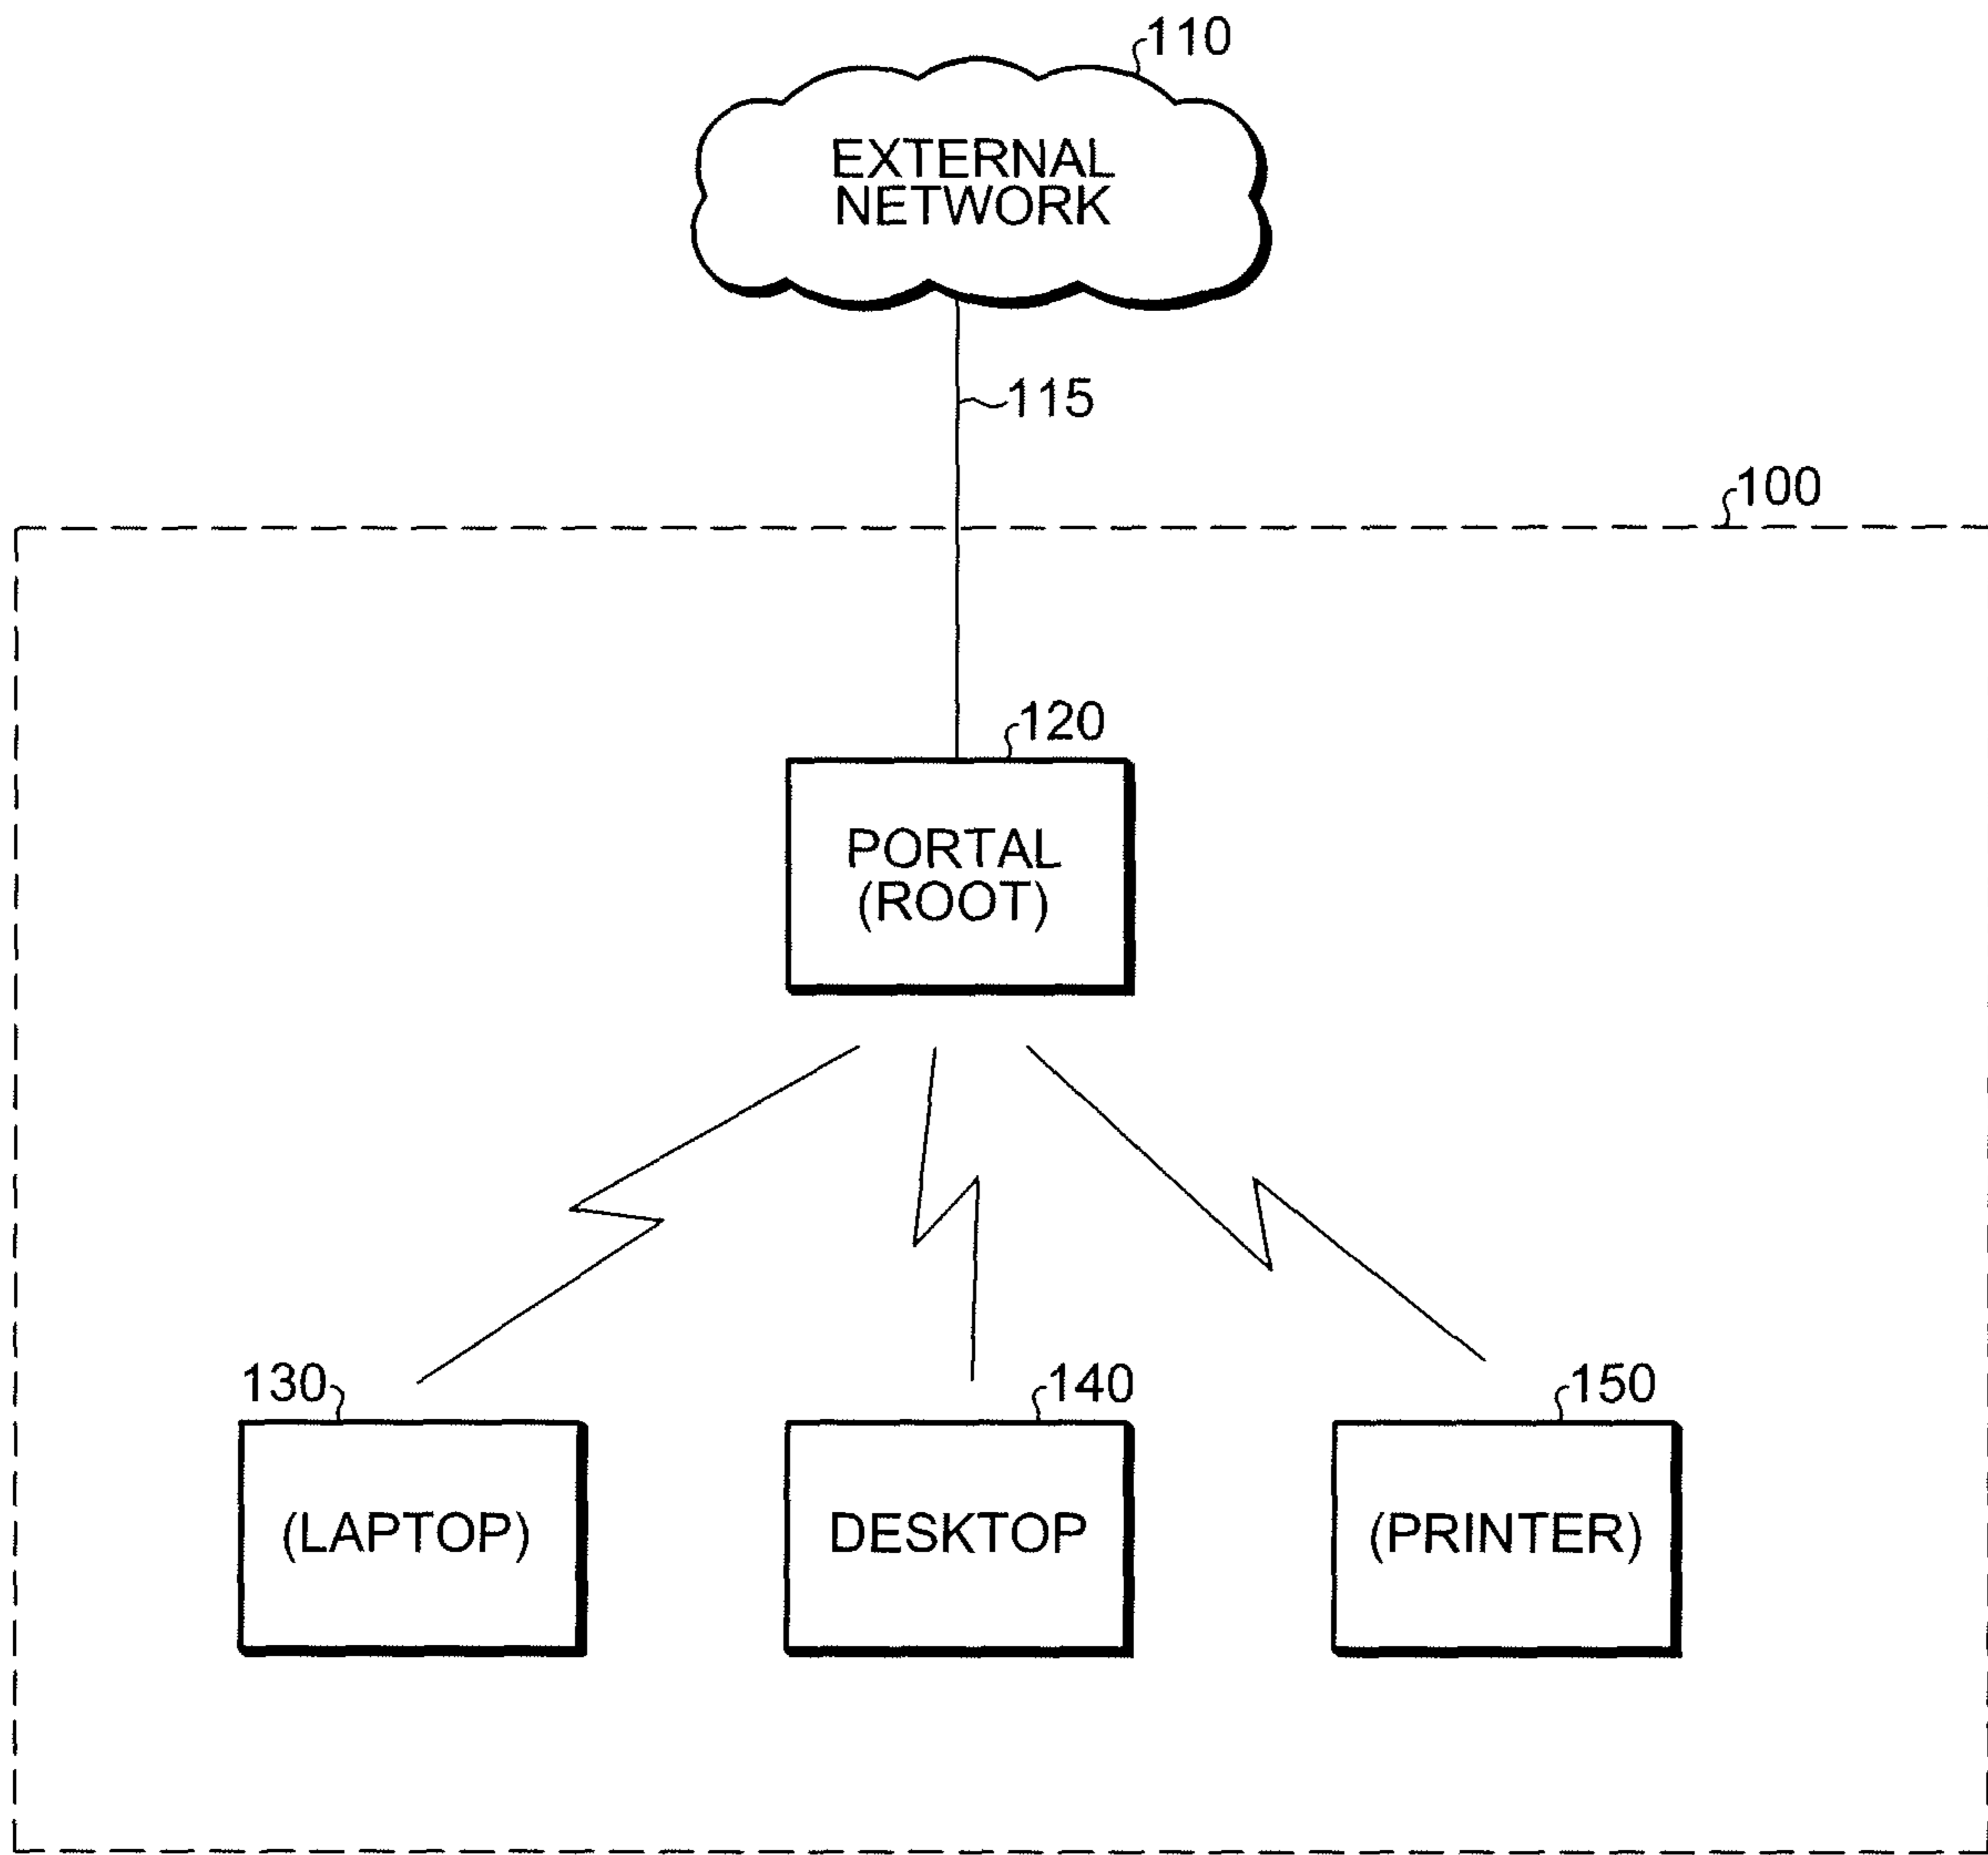 110
EXTERNAL
NETWORK
115
100
120
PORTAL
(ROOT)
130
140
150
(LAPTOP)
DESKTOP
(PRINTER)